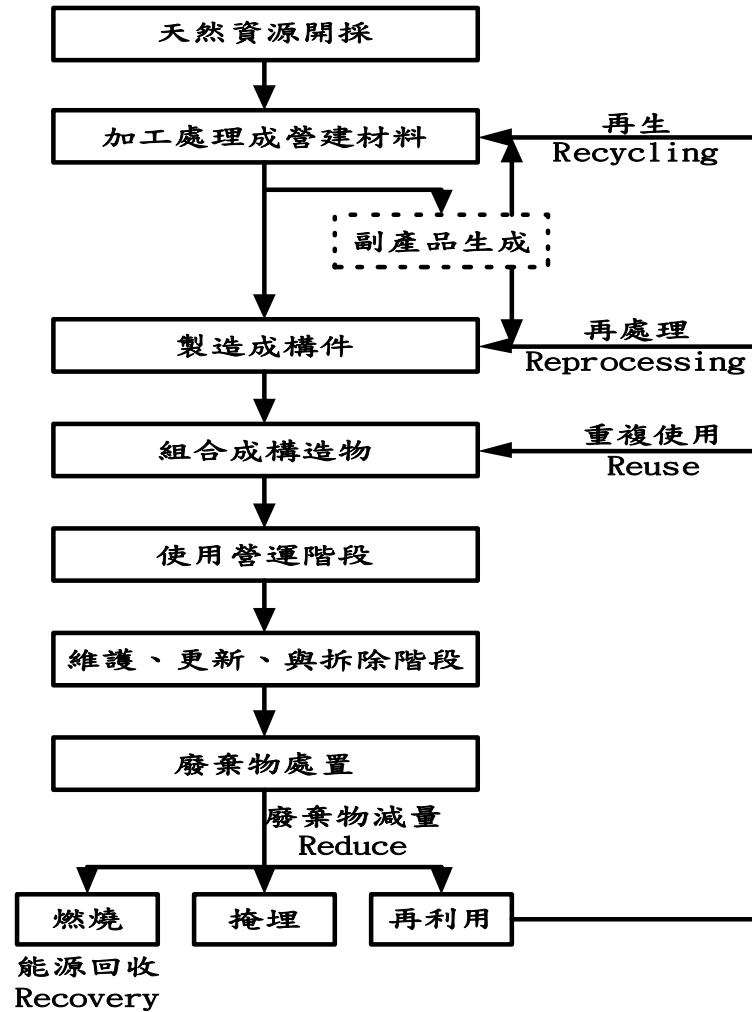 天然資源開採
加工處理成營建材料
再生
Recycling
副產品生成
製造成構件
再處理
Reprocessing
組合成構造物
重複使用
Reuse
使用營運階段
維護、更新、與拆除階段
廢棄物處置
廢棄物減量
Reduce
燃燒
掩埋
再利用
能源回收
Recovery